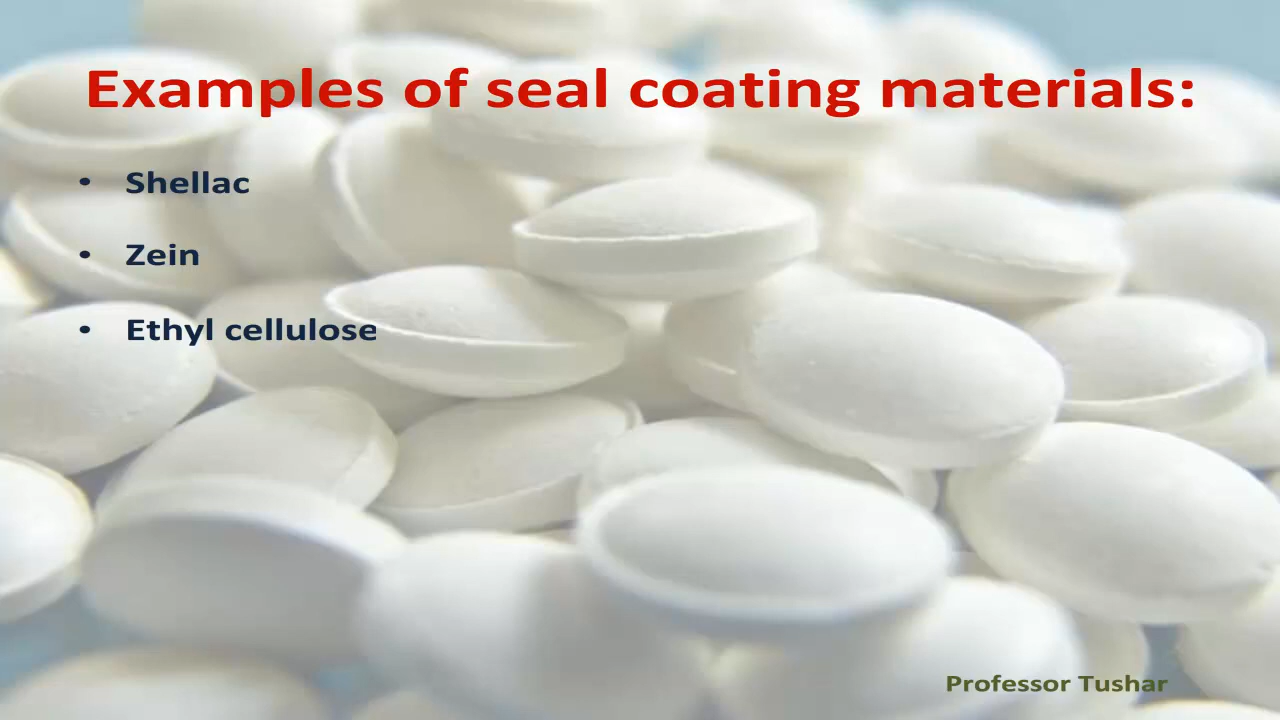 Examples of seal coating materials:
• Shellac
• Zein
• Ethyl cellulose
Professor Tushar